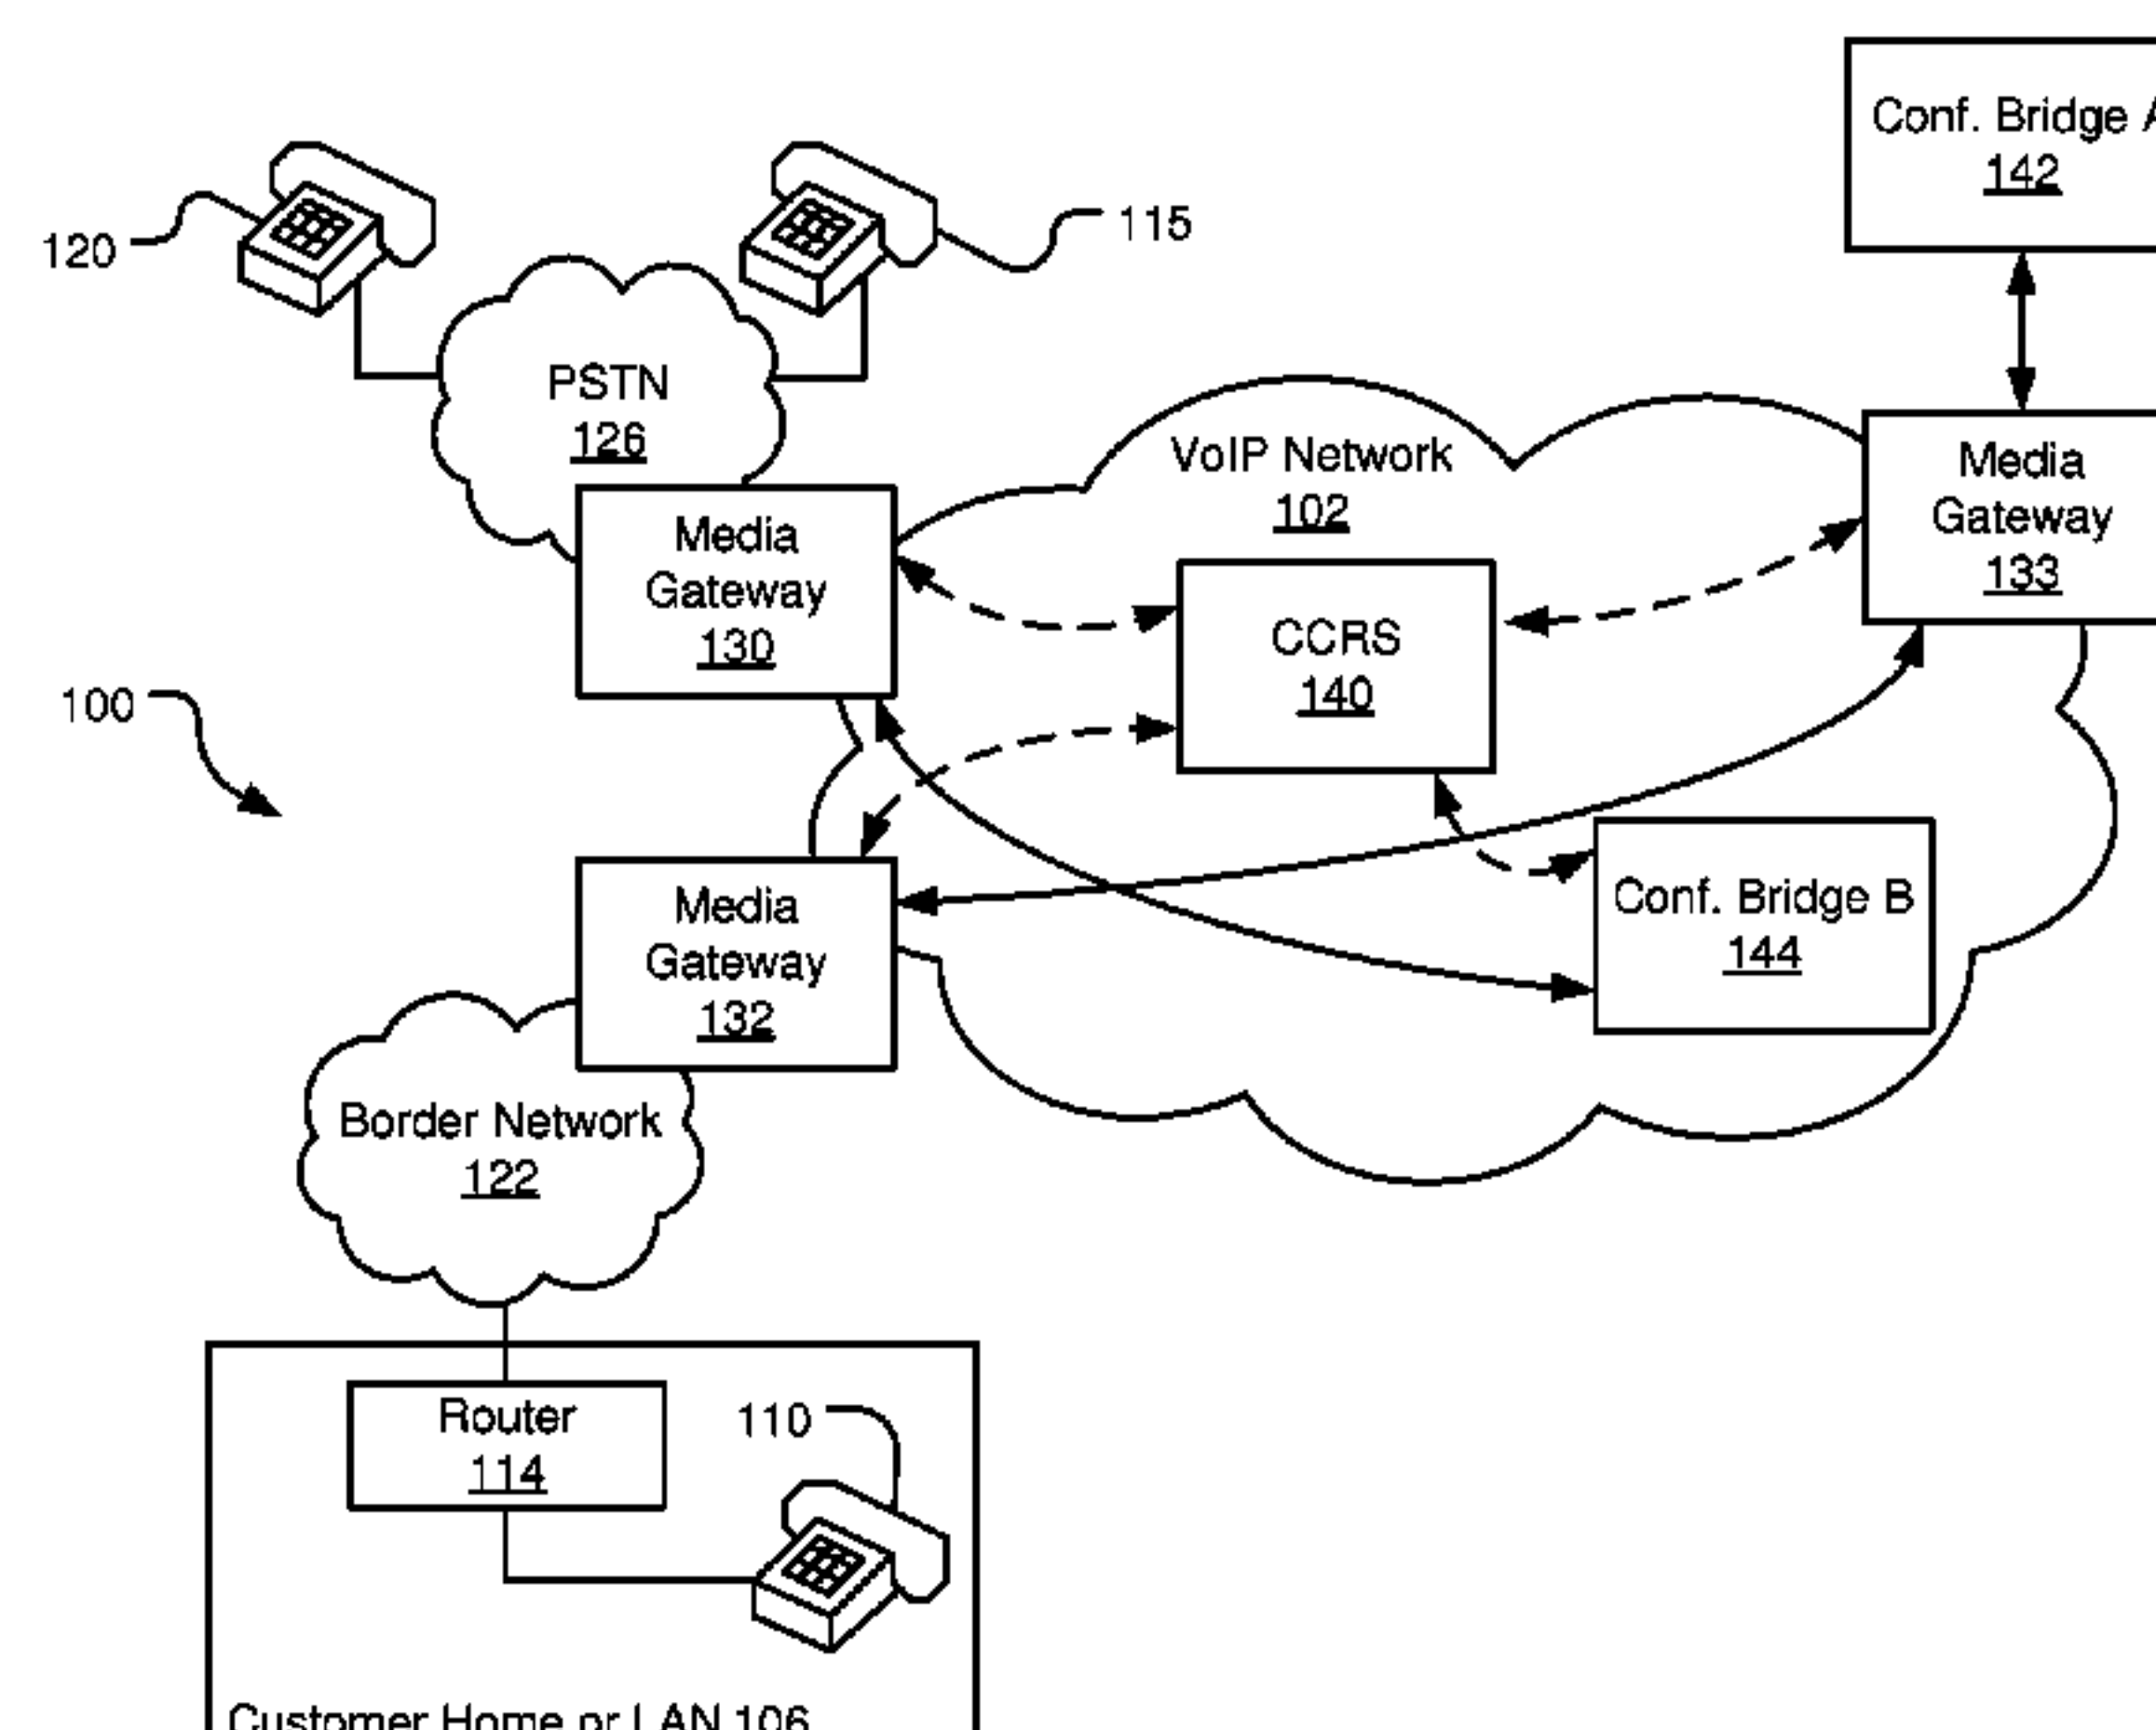 Conf. Bridge A
142
120
115
PSTN
126
VoIP Network
102
Media
Gateway
130
Media
Gateway
133
CCRS
140
100
Media
Gateway
132
Conf. Bridge B
144
Border Network
122
Router
114
110
Customer Home or LAN 106